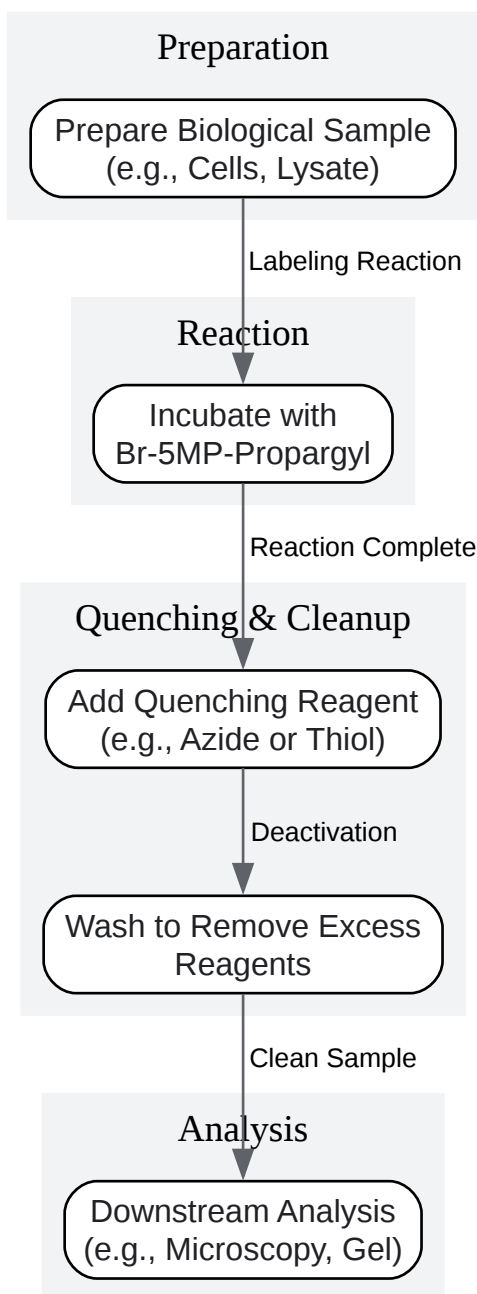 Preparation
Prepare Biological Sample
(e.g., Cells, Lysate)
Labeling Reaction
Reaction
Incubate with
Br-5MP-Propargyl
Reaction Complete
Quenching & Cleanup
Add Quenching Reagent
(e.g., Azide or Thiol)
Deactivation
Wash to Remove Excess
Reagents
Clean Sample
Analysis
Downstream Analysis
(e.g., Microscopy, Gel)